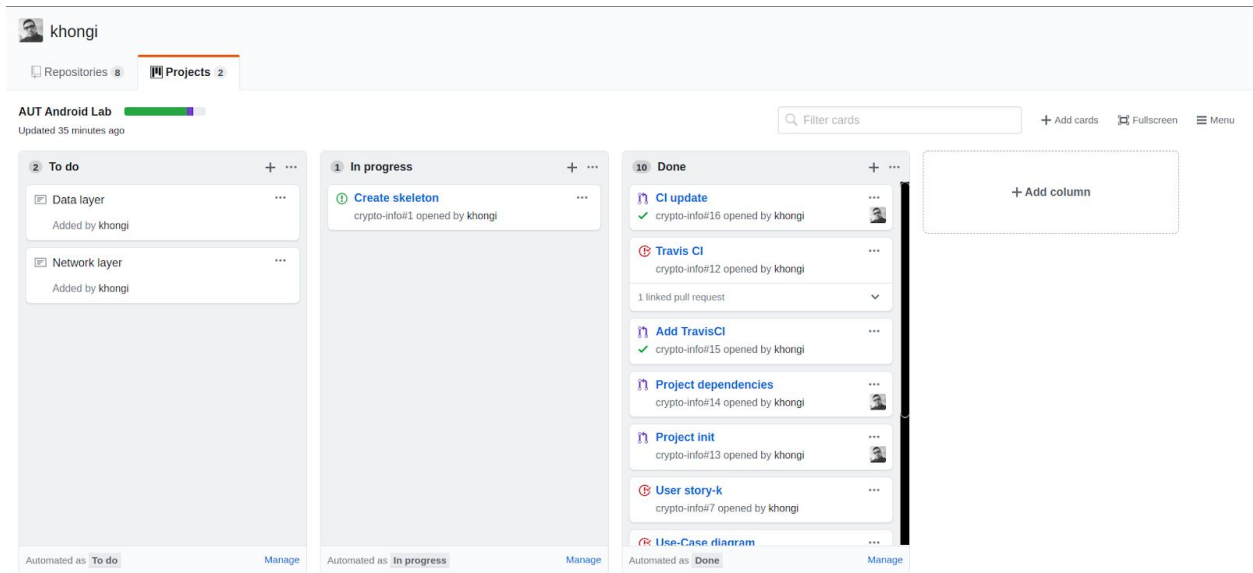 khongi
Repositories 8
Projects 2
AUT Android Lab
Updated 35 minutes ago
Filter cards
Add cards
Fullscreen
Menu
2 To do
Data layer
Added by khongi
Network layer
Added by khongi
Automated as To do
Manage
1 In progress
Create skeleton
crypto-info#1 opened by khongi
Automated as In progress
Manage
10 Done
CI update
crypto-info#16 opened by khongi
Travis CI
crypto-info#12 opened by khongi
1 linked pull request
Add TravisCI
crypto-info#15 opened by khongi
Project dependencies
crypto-info#14 opened by khongi
Project init
crypto-info#13 opened by khongi
User story-k
crypto-info#7 opened by khongi
Use-Case diagram
Automated as Done
Manage
Add column